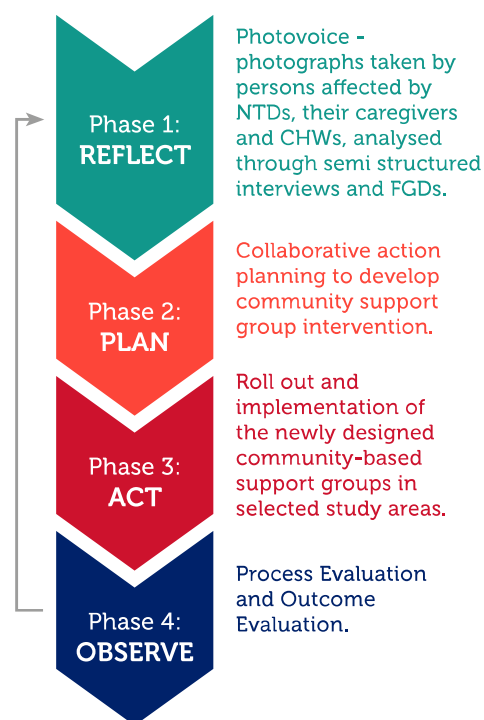 Phase 1:
REFLECT
Photovoice -
photographs taken by
persons affected by
NTDs, their caregivers
and CHWs, analysed
through semi structured
interviews and FGDs.
Phase 2:
PLAN
Collaborative action
planning to develop
community support
group intervention.
Phase 3:
ACT
Roll out and
implementation of
the newly designed
community-based
support groups in
selected study areas.
Phase 4:
OBSERVE
Process Evaluation
and Outcome
Evaluation.